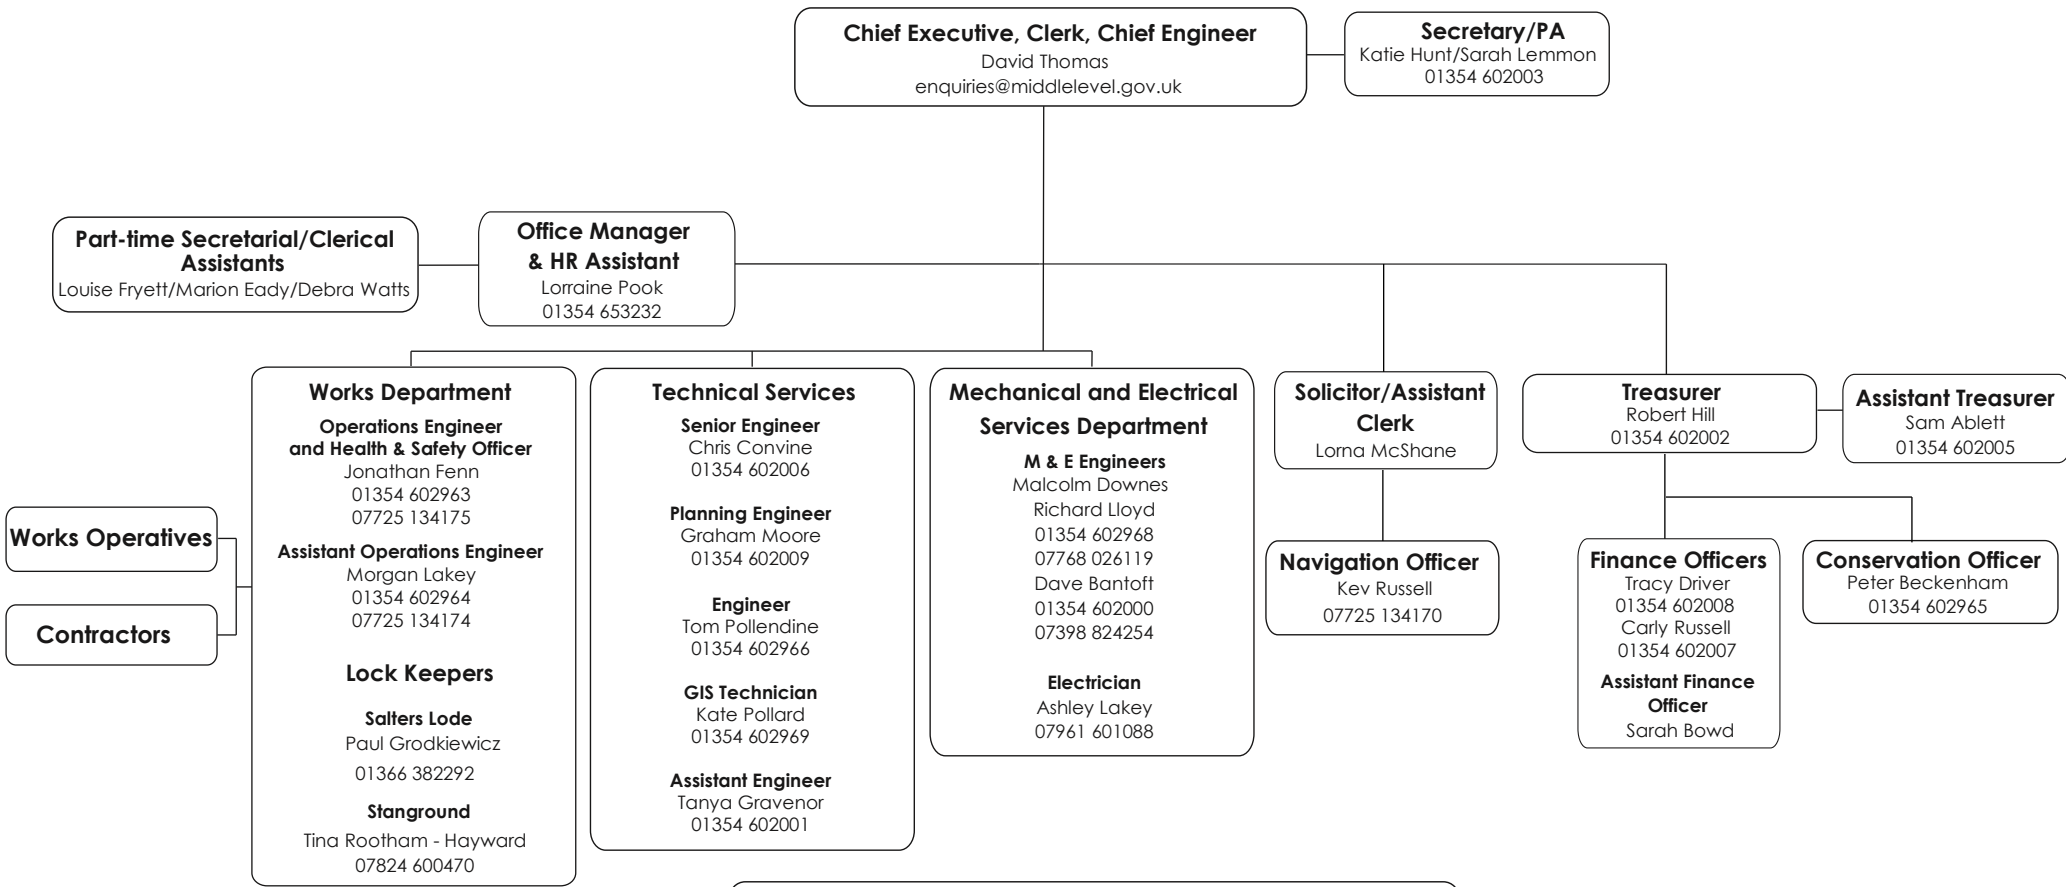 Chief Executive, Clerk, Chief Engineer
David Thomas
enquiries@middlelevel.gov.uk
Secretary/PA
Katie Hunt/Sarah Lemmon
01354 602003
Part-time Secretarial/Clerical
Assistants
Louise Fryett/Marion Eady/Debra Watts
Office Manager
& HR Assistant
Lorraine Pook
01354 653232
Works Operatives
Contractors
Works Department
Operations Engineer
and Health & Safety Officer
Jonathan Fenn
01354 602963
07725 134175
Assistant Operations Engineer
Morgan Lakey
01354 602964
07725 134174
Lock Keepers
Salters Lode
Paul Grodkiewicz
01366 382292
Stanground
Tina Rootham - Hayward
07824 600470
Technical Services
Senior Engineer
Chris Convine
01354 602006
Planning Engineer
Graham Moore
01354 602009
Engineer
Tom Pollendine
01354 602966
GIS Technician
Kate Pollard
01354 602969
Assistant Engineer
Tanya Gravenor
01354 602001
Mechanical and Electrical
Services Department
M & E Engineers
Malcolm Downes
Richard Lloyd
01354 602968
07768 026119
Dave Bantoft
01354 602000
07398 824254
Electrician
Ashley Lakey
07961 601088
Solicitor/Assistant
Clerk
Lorna McShane
Navigation Officer
Kev Russell
07725 134170
Treasurer
Robert Hill
01354 602002
Assistant Treasurer
Sam Ablett
01354 602005
Finance Officers
Tracy Driver
01354 602008
Carly Russell
01354 602007
Assistant Finance
Officer
Sarah Bowd
Conservation Officer
Peter Beckenham
01354 602965